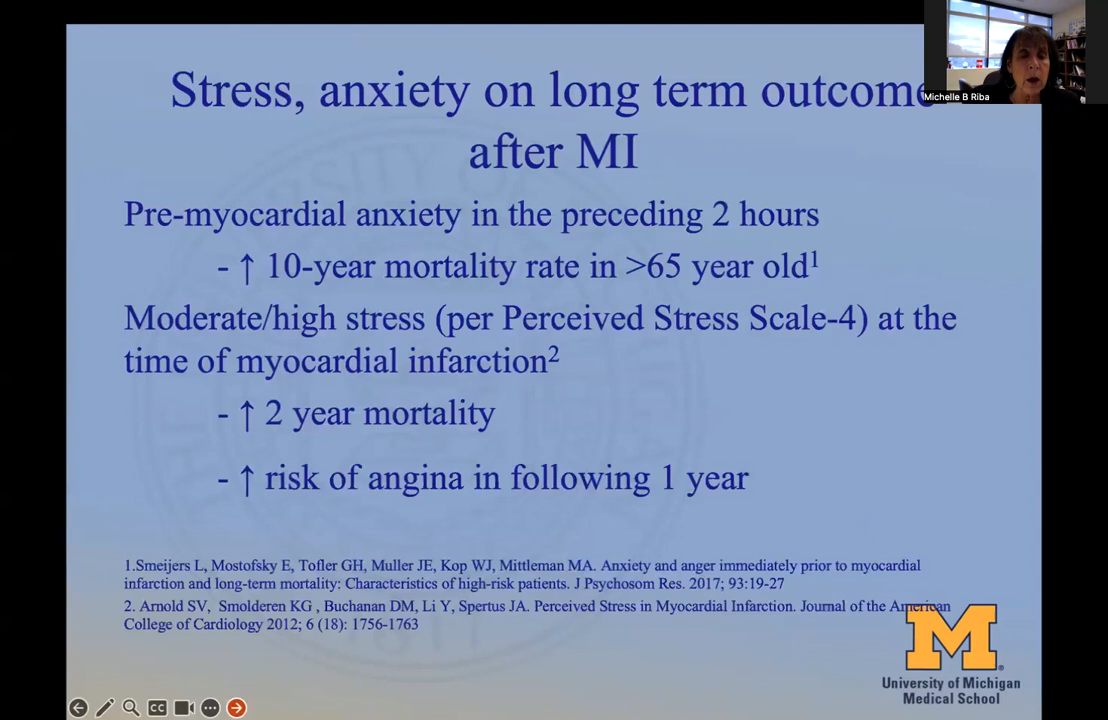 Stress, anxiety on long term outcome
after MI
Michelle B Riba
Pre-myocardial anxiety in the preceding 2 hours
- ↑ 10-year mortality rate in >65 year old¹
Moderate/high stress (per Perceived Stress Scale-4) at the
time of myocardial infarction²
- ↑ 2 year mortality
- ↑ risk of angina in following 1 year
1.Smeijers L, Mostofsky E, Tofler GH, Muller JE, Kop WJ, Mittleman MA. Anxiety and anger immediately prior to myocardial
infarction and long-term mortality: Characteristics of high-risk patients. J Psychosom Res. 2017; 93:19-27
2. Arnold SV, Smolderen KG , Buchanan DM, Li Y, Spertus JA. Perceived Stress in Myocardial Infarction. Journal of the American
College of Cardiology 2012; 6 (18): 1756-1763
M
University of Michigan
Medical School
CC